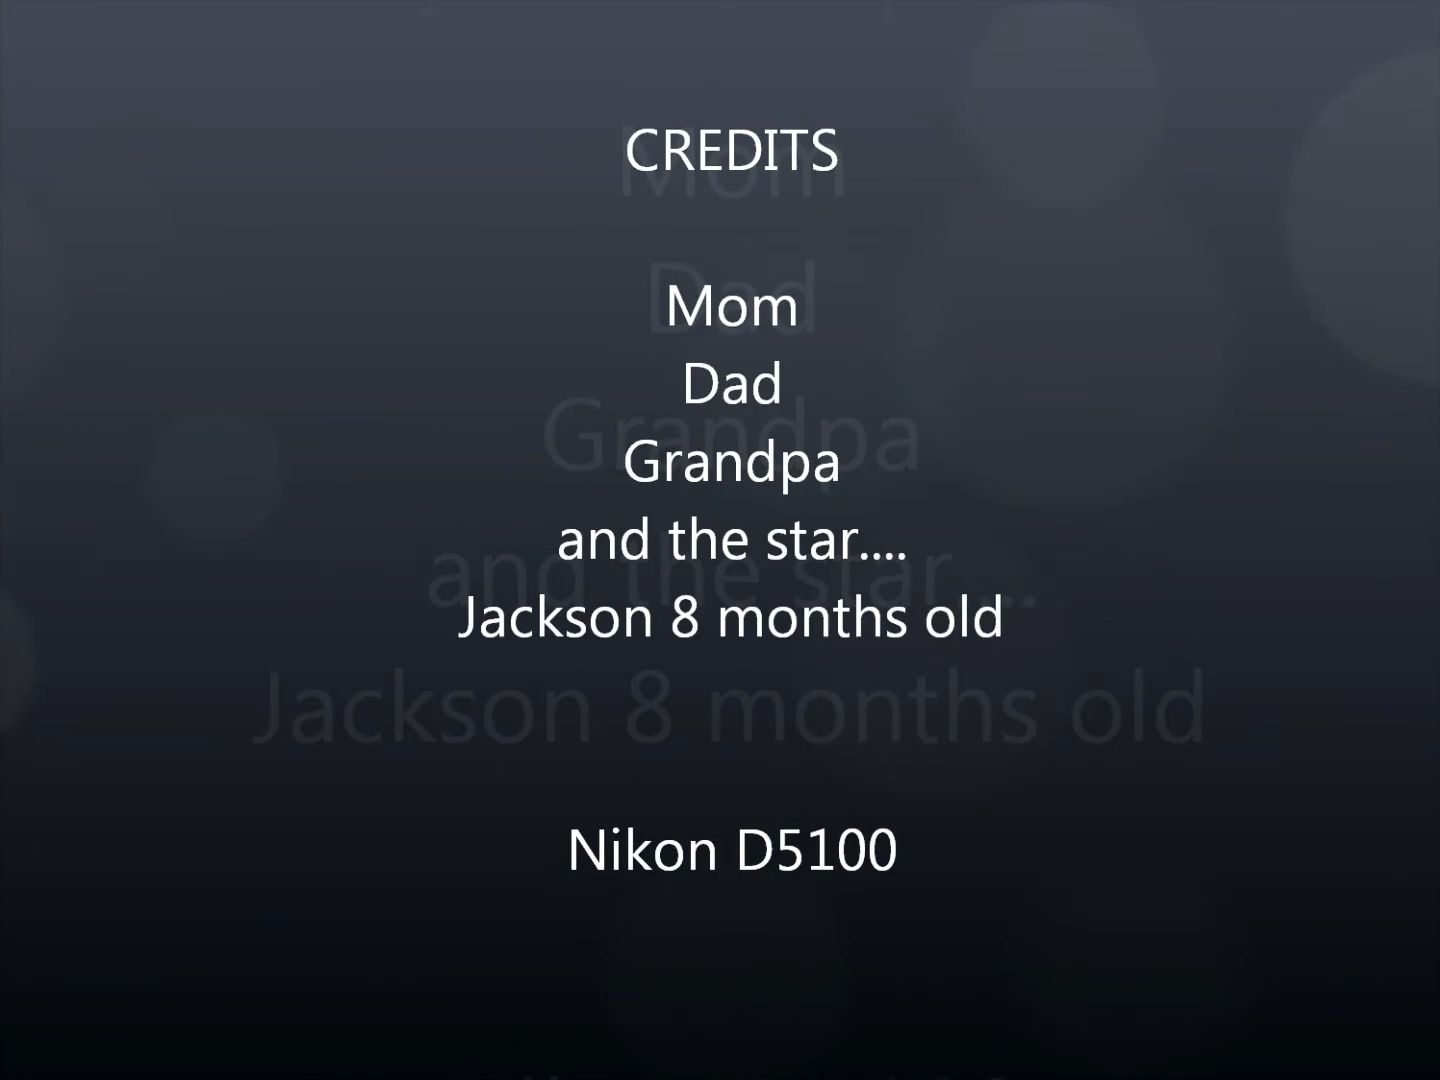 CREDITS
Mom
Dad
Grandpa
and the star....
Jackson 8 months old
Nikon D5100